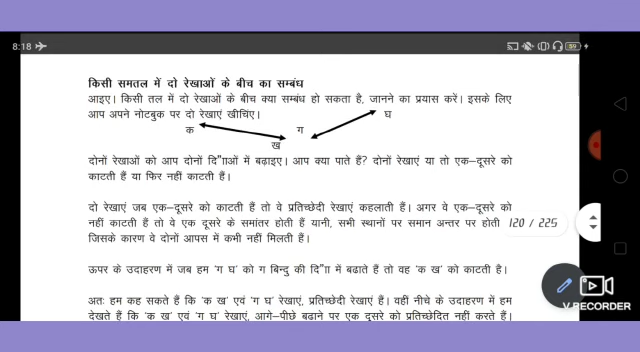 8:18
59
किसी समतल में दो रेखाओं के बीच का सम्बंध
आइए। किसी तल में दो रेखाओं के बीच क्या सम्बंध हो सकता है, जानने का प्रयास करें। इसके लिए
आप अपने नोटबुक पर दो रेखाएं खीचिंए।
घ
क
ग
ख
दोनों रेखाओं को आप दोनों दि"ााओं में बढ़ाइए। आप क्या पाते हैं? दोनों रेखाएं या तो एक–दूसरे को
काटती हैं या फिर नहीं काटती हैं।
दो रेखाएं जब एक–दूसरे को काटती हैं तो वे प्रतिच्छेदी रेखाएं कहलाती हैं। अगर वे एक–दूसरे को
नहीं काटती हैं तो वे एक दूसरे के समांतर होती हैं यानी, सभी स्थानों पर समान अन्तर पर होती
120 / 225
जिसके कारण वे दोनों आपस में कभी नहीं मिलती हैं।
ऊपर के उदाहरण में जब हम 'ग घ' को ग बिन्दु की दि"ाा में बढाते हैं तो वह 'क ख' को काटती है।
V RECORDER
अतः हम कह सकते हैं कि 'क ख' एवं 'ग घ' रेखाएं, प्रतिच्छेदी रेखाएं हैं। वहीं नीचे के उदाहरण में हम
देखते हैं कि 'क ख' एवं 'ग घ' रेखाएं, आगे–पीछे बढाने पर एक दूसरे को प्रतिच्छेदित नहीं करते हैं।